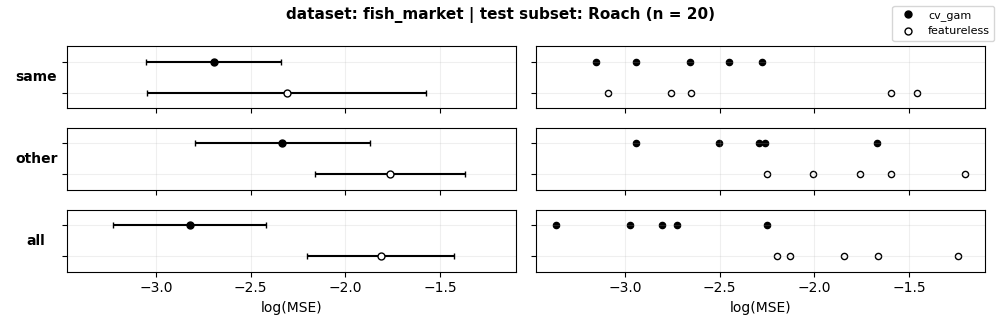 dataset: fish_market | test subset: Roach (n = 20)
cv_gam
featureless
same
other
all
−3.0 −2.5 −2.0 −1.5 −3.0 −2.5 −2.0 −1.5
log(MSE) log(MSE)